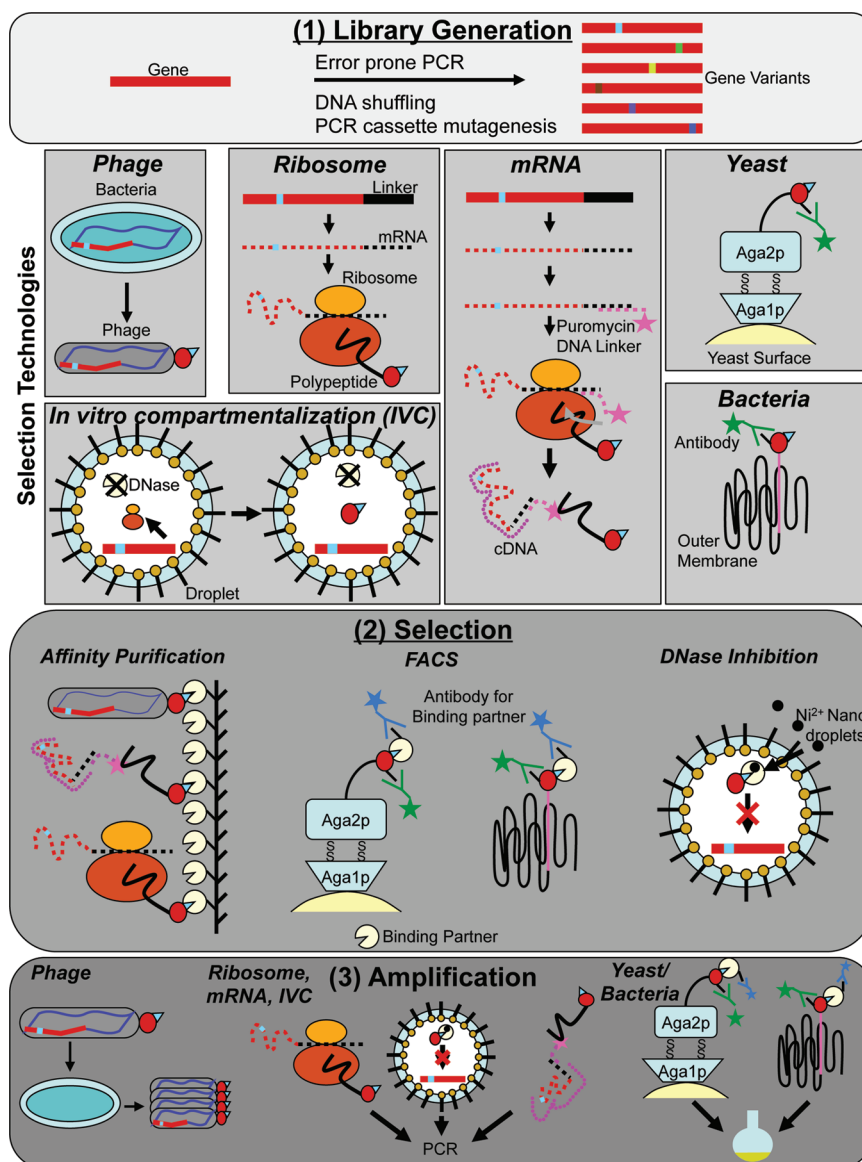 (1) Library Generation
Gene
Error prone PCR
DNA shuffling
PCR cassette mutagenesis
Gene Variants
Selection Technologies
Phage
Bacteria
Phage
Ribosome
Linker
mRNA
Ribosome
Polypeptide
mRNA
Puromycin
DNA Linker
cDNA
Yeast
Aga2p
S S
S S
Aga1p
Yeast Surface
In vitro compartmentalization (IVC)
DNase
Droplet
Bacteria
Antibody
Outer
Membrane
(2) Selection
Affinity Purification
FACS
Antibody for
Binding partner
Aga2p
S S
S S
Aga1p
Binding Partner
DNase Inhibition
Ni²⁺ Nano
droplets
(3) Amplification
Phage
Ribosome,
mRNA, IVC
PCR
Yeast/
Bacteria
Aga2p
S S
S S
Aga1p